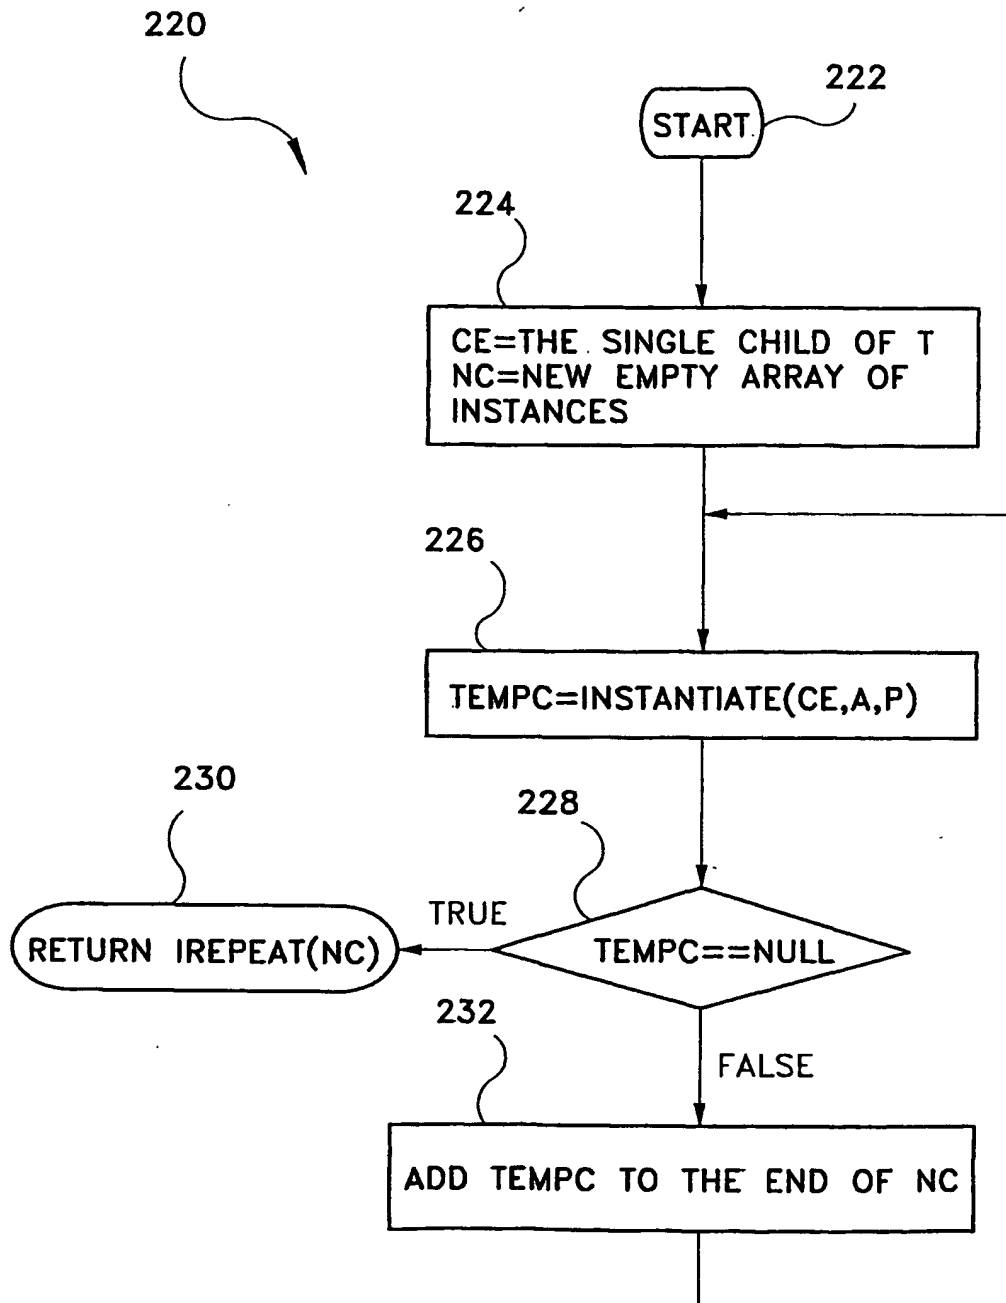 220
222
START
224
CE=THE SINGLE CHILD OF T
NC=NEW EMPTY ARRAY OF
INSTANCES
226
TEMPC=INSTANTIATE(CE,A,P)
230
228
TRUE
RETURN IREPEAT(NC)
TEMPC==NULL
232
FALSE
ADD TEMPC TO THE END OF NC